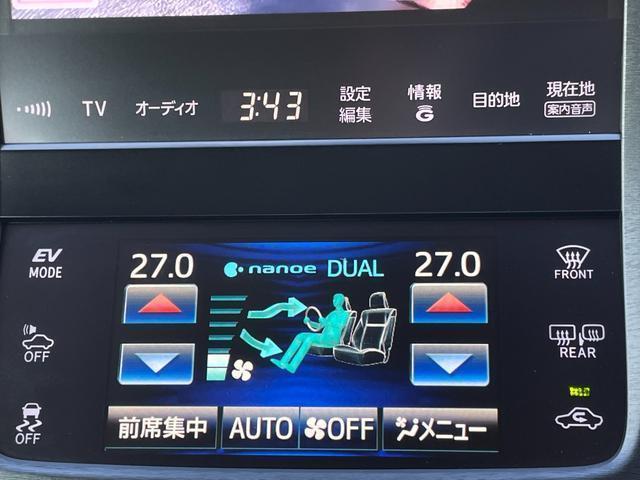 TV オーディオ 3:43 設定編集 情報G 目的地 現在地 案内音声
EV MODE
27.0 nanoe DUAL 27.0
FRONT
OFF
REAR
OFF
前席集中 AUTO OFF メニュー